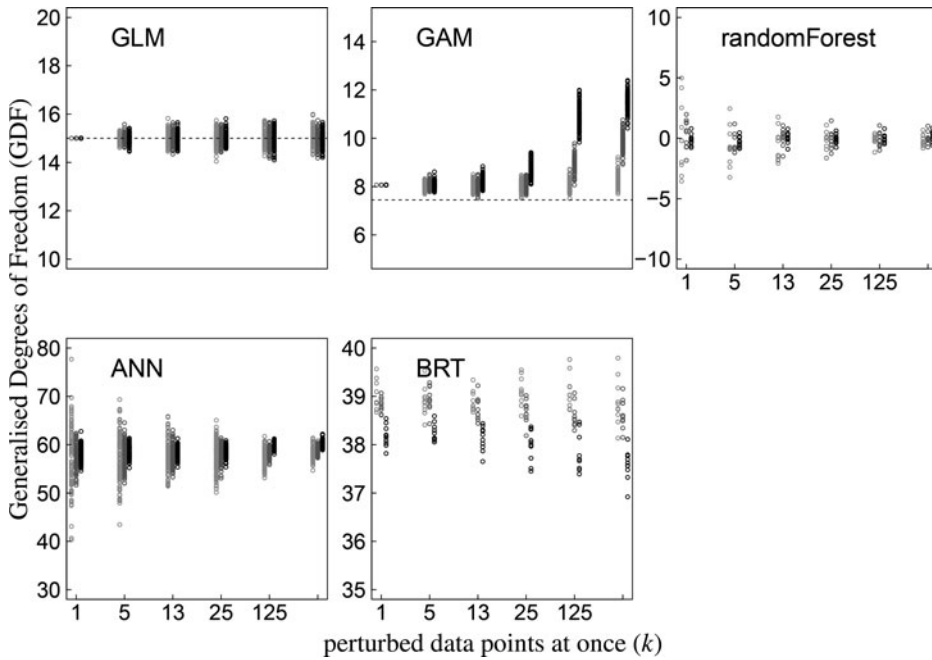 GLM
20
18
16
14
12
10
GAM
14
12
10
8
6
randomForest
10
5
0
−5
−10
1 5 13 25 125
Generalised Degrees of Freedom (GDF)
ANN
80
70
60
50
40
30
1 5 13 25 125
BRT
40
39
38
37
36
35
1 5 13 25 125
perturbed data points at once (k)